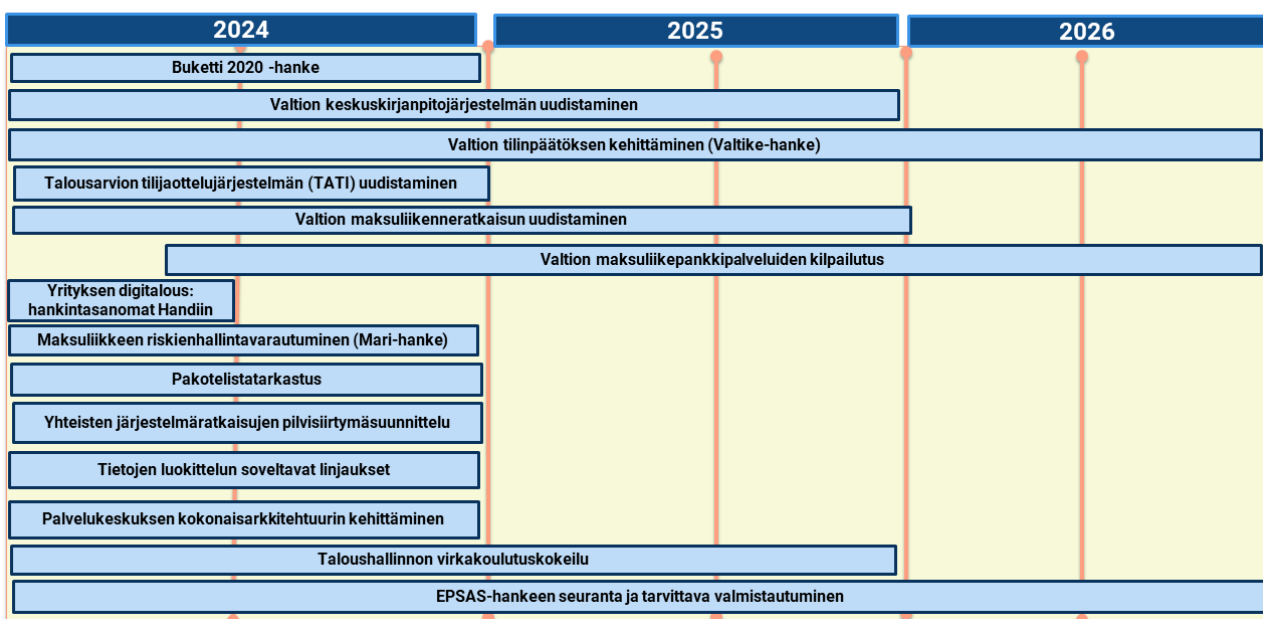 2024
2025
2026
Buketti 2020 -hanke
Valtion keskuskirjanpitojärjestelmän uudistaminen
Valtion tilinpäätöksen kehittäminen (Valtike-hanke)
Talousarvion tilijaottelujärjestelmän (TATI) uudistaminen
Valtion maksuliikenneratkaisun uudistaminen
Valtion maksuliikepankkipalveluiden kilpailutus
Yrityksen digitalous:
hankintasanomat Handiin
Maksuliikkeen riskienhallintavarautuminen (Mari-hanke)
Pakotelistatarkastus
Yhteisten järjestelmäratkaisujen pilvisiirtymäsuunnittelu
Tietojen luokittelun soveltavat linjaukset
Palvelukeskuksen kokonaisarkkitehtuurin kehittäminen
Taloushallinnon virkakoulutuskokeilu
EPSAS-hankeen seuranta ja tarvittava valmistautuminen